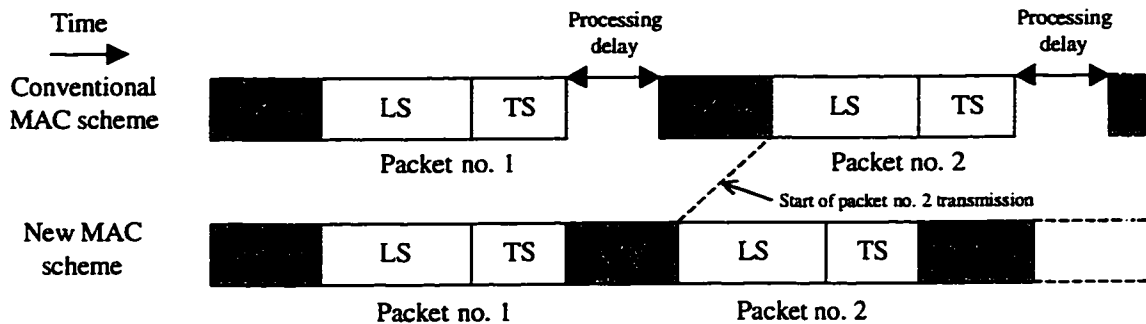 Time
Processing
delay
Processing
delay
Conventional
MAC scheme
LS
TS
LS
TS
Packet no. 1
Packet no. 2
Start of packet no. 2 transmission
New MAC
scheme
LS
TS
LS
TS
Packet no. 1
Packet no. 2